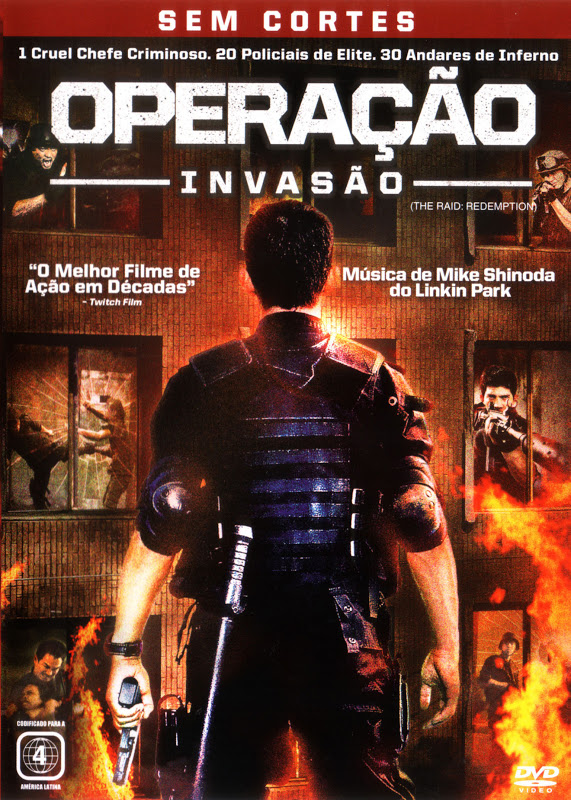 SEM CORTES
1 Cruel Chefe Criminoso. 20 Policiais de Elite. 30 Andares de Inferno
OPERAÇÃO
INVASÃO
(THE RAID: REDEMPTION)
“O Melhor Filme de
Ação em Décadas”
- Twitch Film
Música de Mike Shinoda
do Linkin Park
CODIFICADO PARA A
4
AMÉRICA LATINA
DVD
VIDEO